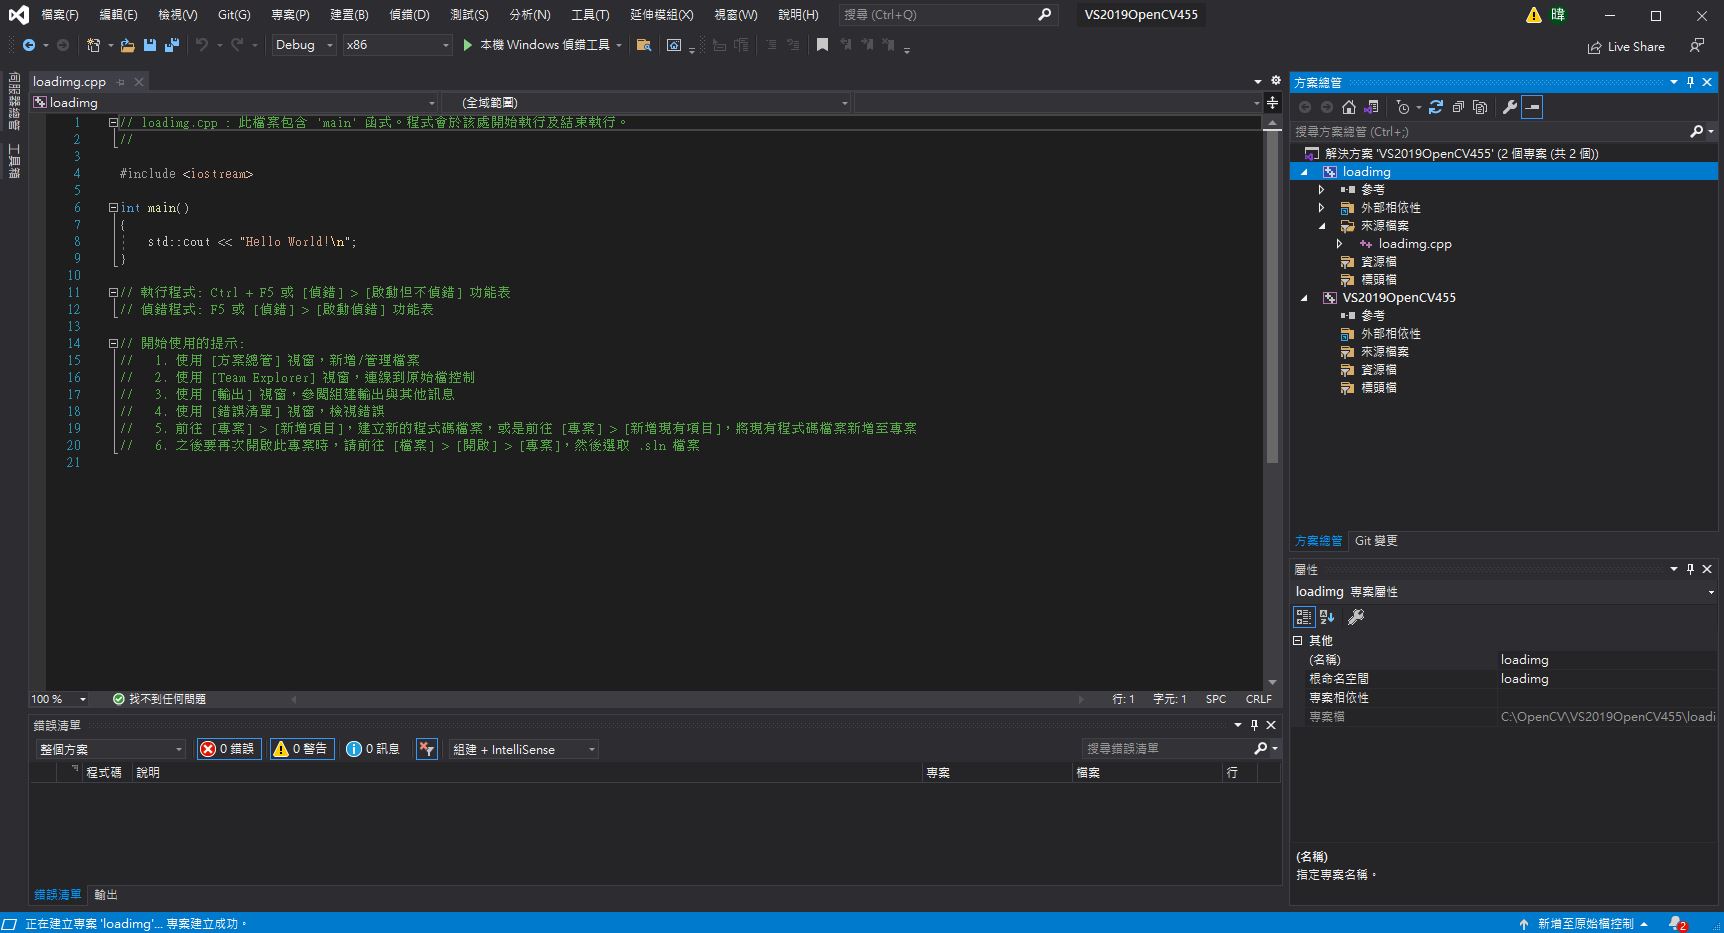 檔案(F) 編輯(E) 檢視(V) Git(G) 專案(P) 建置(B) 偵錯(D) 測試(S) 分析(N) 工具(T) 延伸模組(X) 視窗(W) 說明(H) 搜尋 (Ctrl+Q) VS2019OpenCV455 暐
Debug x86 本機 Windows 偵錯工具 Live Share
伺服器總管
工具箱
loadimg.cpp
loadimg (全域範圍)
1 // loadimg.cpp : 此檔案包含 'main' 函式。程式會於該處開始執行及結束執行。
2 //
3
4 #include <iostream>
5
6 int main()
7 {
8 std::cout << "Hello World!\n";
9 }
10
11 // 執行程式: Ctrl + F5 或 [偵錯] > [啟動但不偵錯] 功能表
12 // 偵錯程式: F5 或 [偵錯] > [啟動偵錯] 功能表
13
14 // 開始使用的提示:
15 // 1. 使用 [方案總管] 視窗，新增/管理檔案
16 // 2. 使用 [Team Explorer] 視窗，連線到原始檔控制
17 // 3. 使用 [輸出] 視窗，參閱組建輸出與其他訊息
18 // 4. 使用 [錯誤清單] 視窗，檢視錯誤
19 // 5. 前往 [專案] > [新增項目]，建立新的程式碼檔案，或是前往 [專案] > [新增現有項目]，將現有程式碼檔案新增至專案
20 // 6. 之後要再次開啟此專案時，請前往 [檔案] > [開啟] > [專案]，然後選取 .sln 檔案
21
100 % 找不到任何問題 行: 1 字元: 1 SPC CRLF
錯誤清單
整個方案 0 錯誤 0 警告 0 訊息 組建 + IntelliSense 搜尋錯誤清單
程式碼 說明 專案 檔案 行
錯誤清單 輸出
方案總管
搜尋方案總管 (Ctrl+;)
解決方案 'VS2019OpenCV455' (2 個專案 (共 2 個))
loadimg
參考
外部相依性
來源檔案
loadimg.cpp
資源檔
標頭檔
VS2019OpenCV455
參考
外部相依性
來源檔案
資源檔
標頭檔
方案總管 Git 變更
屬性
loadimg 專案屬性
其他
(名稱) loadimg
根命名空間 loadimg
專案相依性
專案檔 C:\OpenCV\VS2019OpenCV455\loadi
(名稱)
指定專案名稱。
正在建立專案 'loadimg'... 專案建立成功。 新增至原始檔控制 2